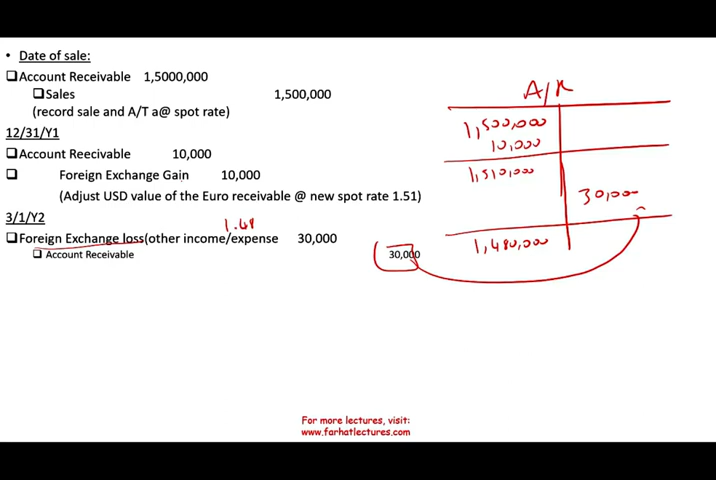 • Date of sale:
Account Receivable 1,5000,000
Sales 1,500,000
(record sale and A/T a@ spot rate)
12/31/Y1
Account Reecivable 10,000
Foreign Exchange Gain 10,000
(Adjust USD value of the Euro receivable @ new spot rate 1.51)
3/1/Y2
1.48
Foreign Exchange loss(other income/expense 30,000
Account Receivable 30,000
A/R
1,500,000
10,000
1,510,000
30,000
1,480,000
For more lectures, visit:
www.farhatlectures.com